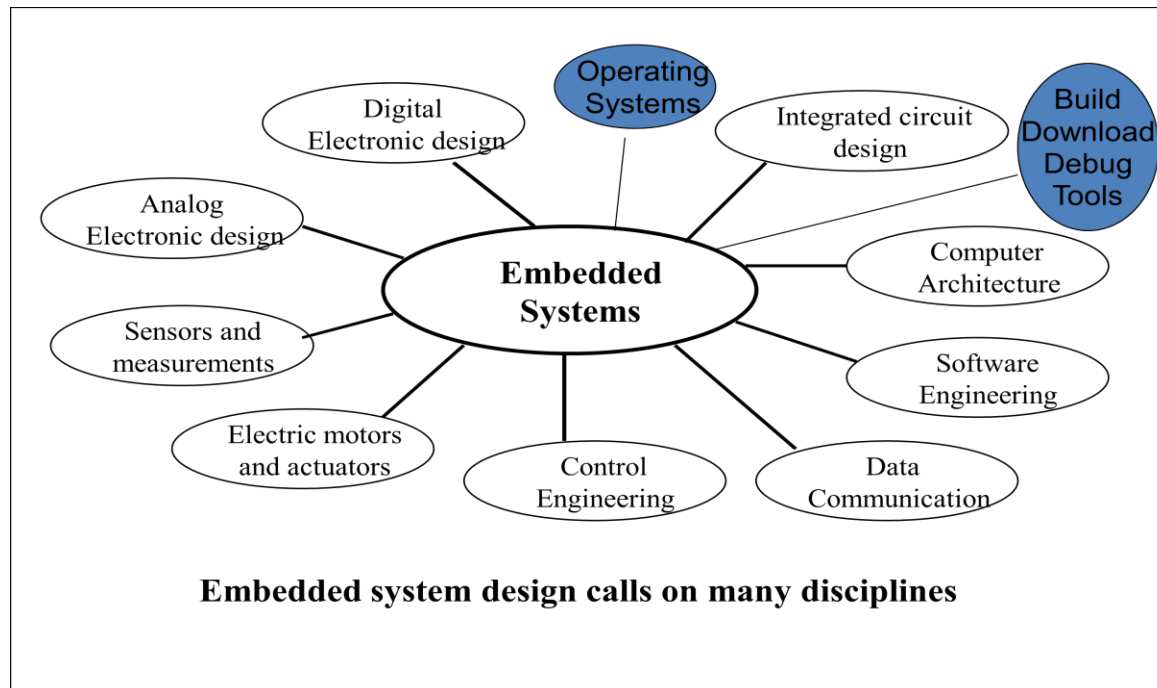 Operating
Systems
Build
Download
Debug
Tools
Digital
Electronic design
Integrated circuit
design
Analog
Electronic design
Embedded
Systems
Computer
Architecture
Sensors and
measurements
Software
Engineering
Electric motors
and actuators
Control
Engineering
Data
Communication
Embedded system design calls on many disciplines